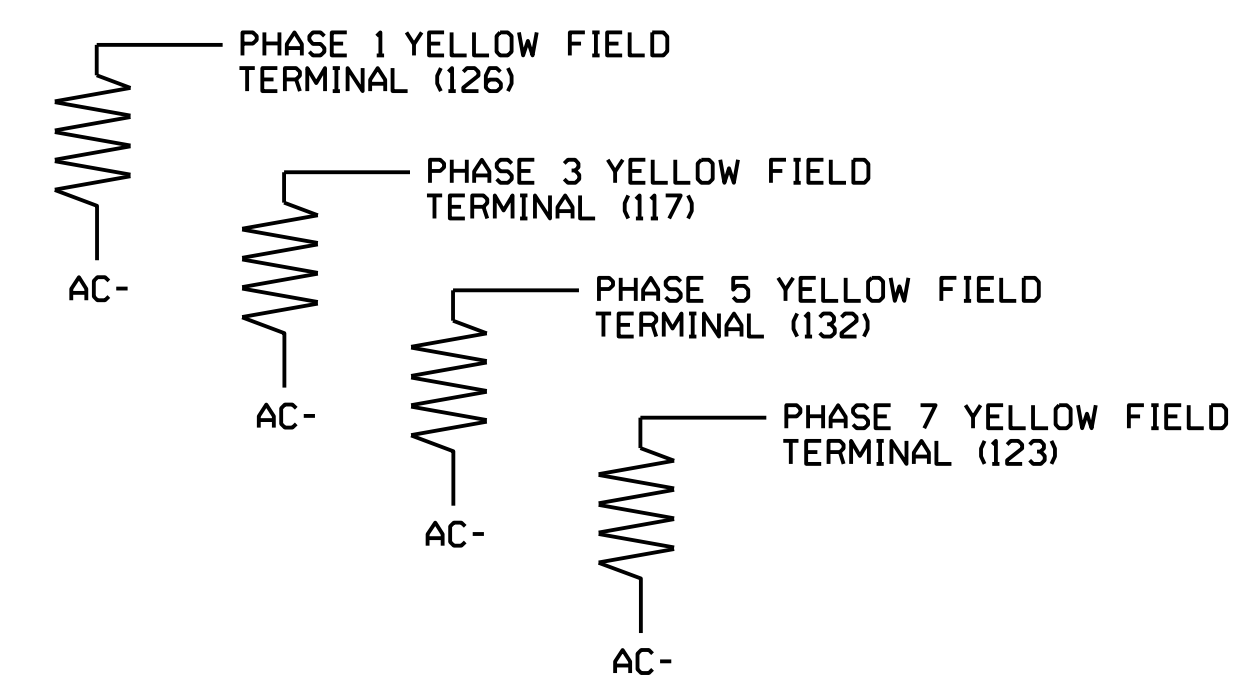 PHASE 1 YELLOW FIELD
TERMINAL (126)
AC-
PHASE 3 YELLOW FIELD
TERMINAL (117)
AC-
PHASE 5 YELLOW FIELD
TERMINAL (132)
AC-
PHASE 7 YELLOW FIELD
TERMINAL (123)
AC-